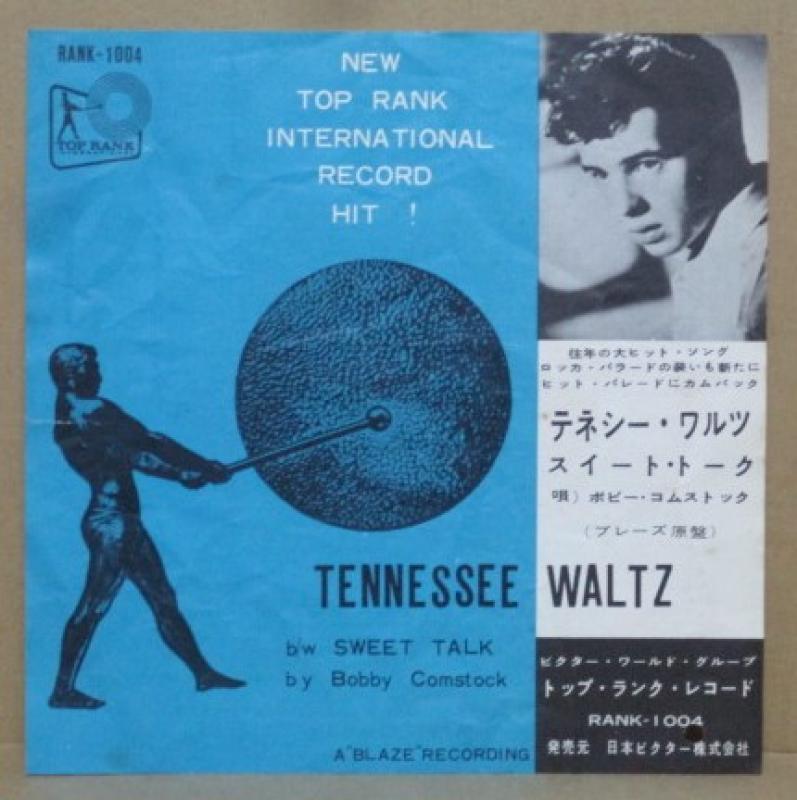 RANK-1004
TOP RANK
INTERNATIONAL
NEW
TOP RANK
INTERNATIONAL
RECORD
HIT !
往年の大ヒット・ソング
ロッカ・バラードの装いも新たに
ヒット・パレードにカムバック
テネシー・ワルツ
スイート・トーク
唄）ボビー・コムストック
（ブレーズ原盤）
TENNESSEE WALTZ
b/w SWEET TALK
by Bobby Comstock
A "BLAZE" RECORDING
ビクター・ワールド・グループ
トップ・ランク・レコード
RANK-1004
発売元 日本ビクター株式会社